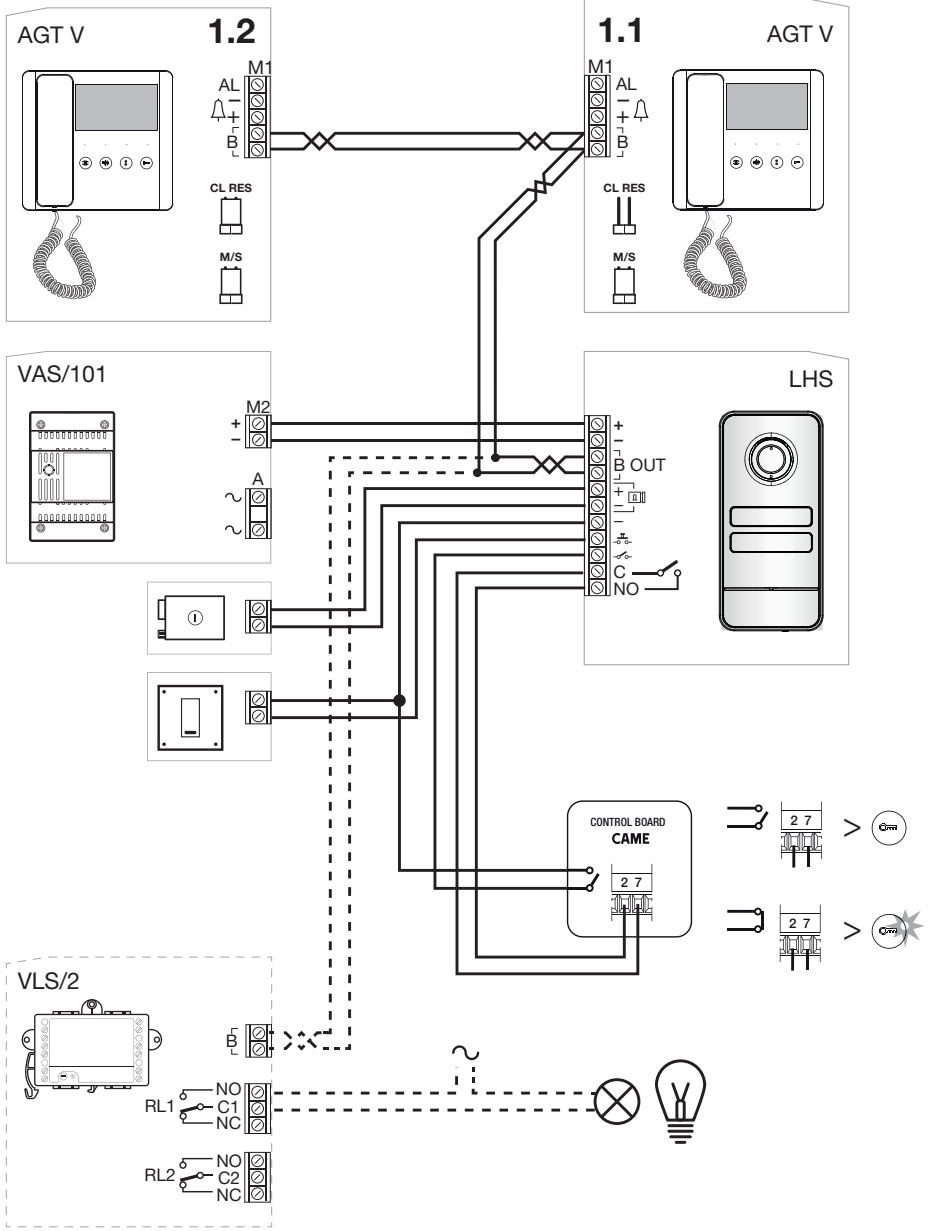 AGT V
1.2
M1
AL
−
+
B
CL RES
M/S
1.1
AGT V
M1
AL
−
+
B
CL RES
M/S
VAS/101
M2
+
−
A
LHS
+
−
B OUT
+
−
−
C
NO
CONTROL BOARD
CAME
2 7
2 7
>
2 7
>
VLS/2
B
NO
RL1
C1
NC
NO
RL2
C2
NC